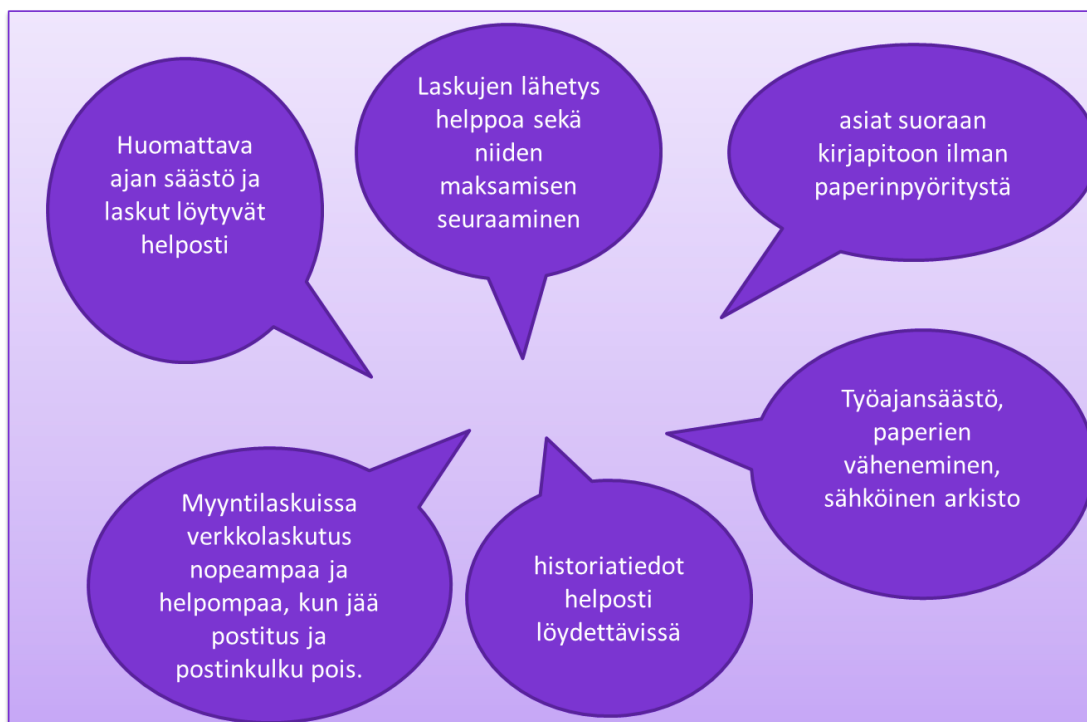 Huomattava
ajan säästö ja
laskut löytyvät
helposti
Laskujen lähetys
helppoa sekä
niiden
maksamisen
seuraaminen
asiat suoraan
kirjapitoon ilman
paperinpyöritystä
Myyntilaskuissa
verkkolaskutus
nopeampaa ja
helpompaa, kun jää
postitus ja
postinkulku pois.
historiatiedot
helposti
löydettävissä
Työajansäästö,
paperien
väheneminen,
sähköinen arkisto